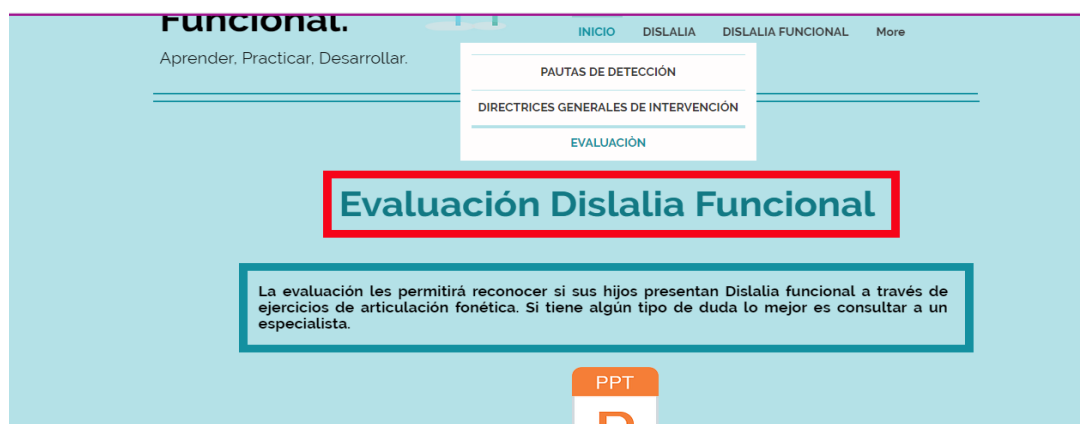 Funcional.
INICIO DISLALIA DISLALIA FUNCIONAL More
Aprender, Practicar, Desarrollar.
PAUTAS DE DETECCIÓN
DIRECTRICES GENERALES DE INTERVENCIÓN
EVALUACIÒN
Evaluación Dislalia Funcional
La evaluación les permitirá reconocer si sus hijos presentan Dislalia funcional a través de
ejercicios de articulación fonética. Si tiene algún tipo de duda lo mejor es consultar a un
especialista.
PPT